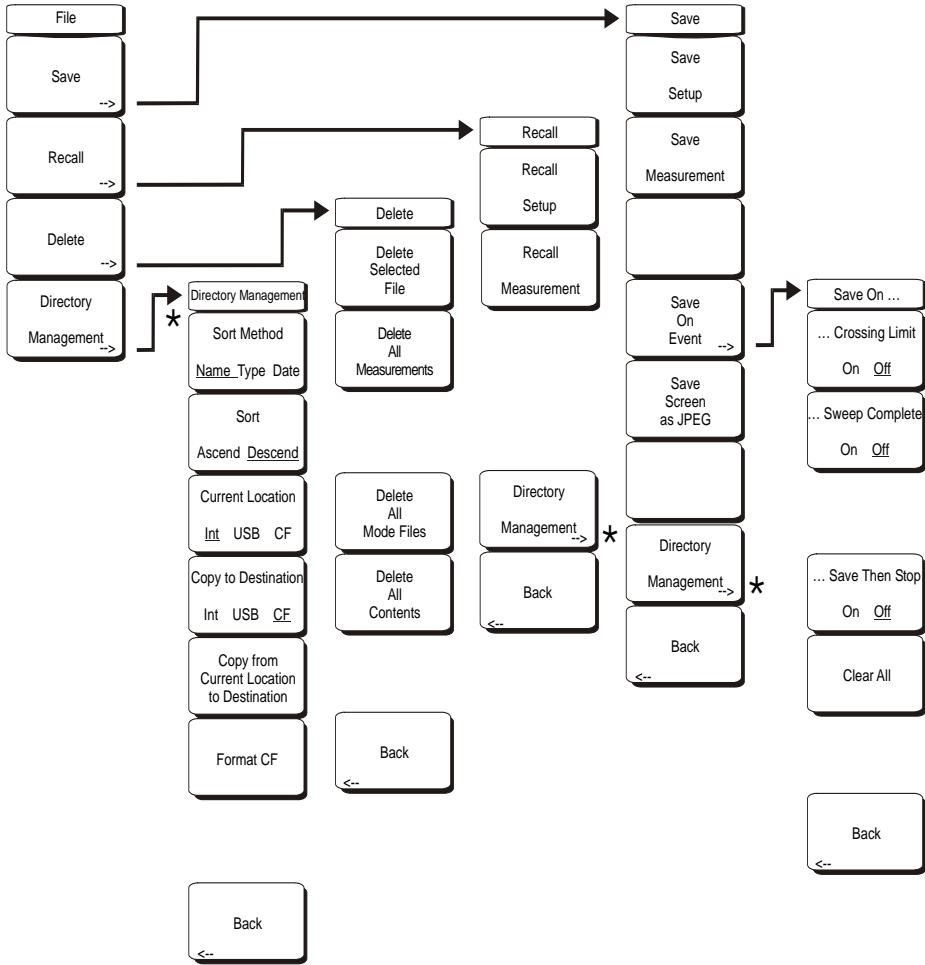 File
Save
-->
Recall
-->
Delete
-->
Directory
Management
-->
Directory Management
*
Sort Method
Name Type Date
Sort
Ascend Descend
Current Location
Int USB CF
Copy to Destination
Int USB CF
Copy from
Current Location
to Destination
Format CF
Back
<--
Delete
Delete
Selected
File
Delete
All
Measurements
Delete
All
Mode Files
Delete
All
Contents
Back
<--
Recall
Recall
Setup
Recall
Measurement
Directory
Management
-->
*
Back
<--
Save
Save
Setup
Save
Measurement
Save
On
Event
-->
Save
Screen
as JPEG
Directory
Management
-->
*
Back
<--
Save On ...
... Crossing Limit
On Off
... Sweep Complete
On Off
... Save Then Stop
On Off
Clear All
Back
<--